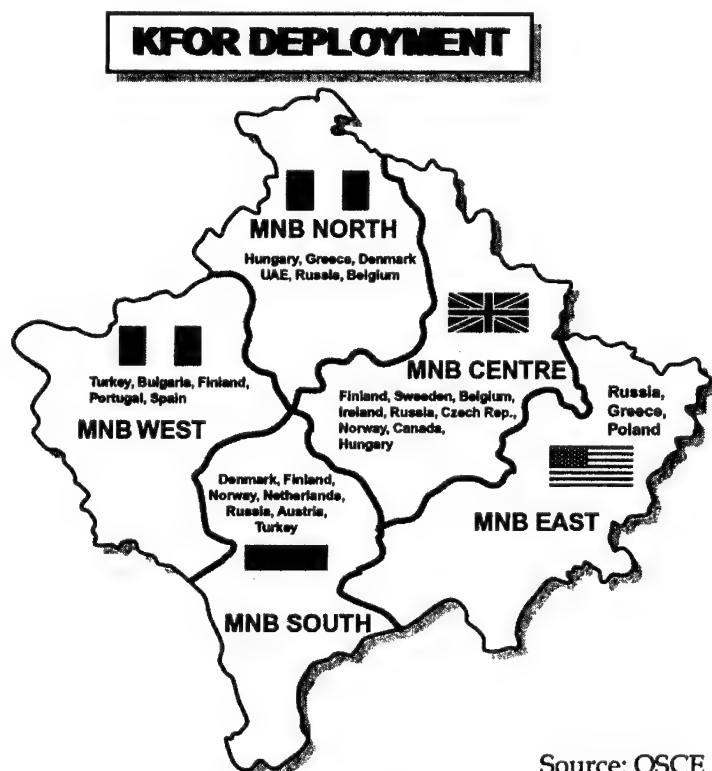 KFOR DEPLOYMENT
MNB NORTH
Hungary, Greece, Denmark
UAE, Russia, Belgium
MNB CENTRE
Finland, Sweeden, Belgium,
Ireland, Russia, Czech Rep.,
Norway, Canada,
Hungary
Turkey, Bulgaria, Finland,
Portugal, Spain
MNB WEST
Russia,
Greece,
Poland
MNB EAST
Denmark, Finland,
Norway, Netherlands,
Russia, Austria,
Turkey
MNB SOUTH
Source: OSCE